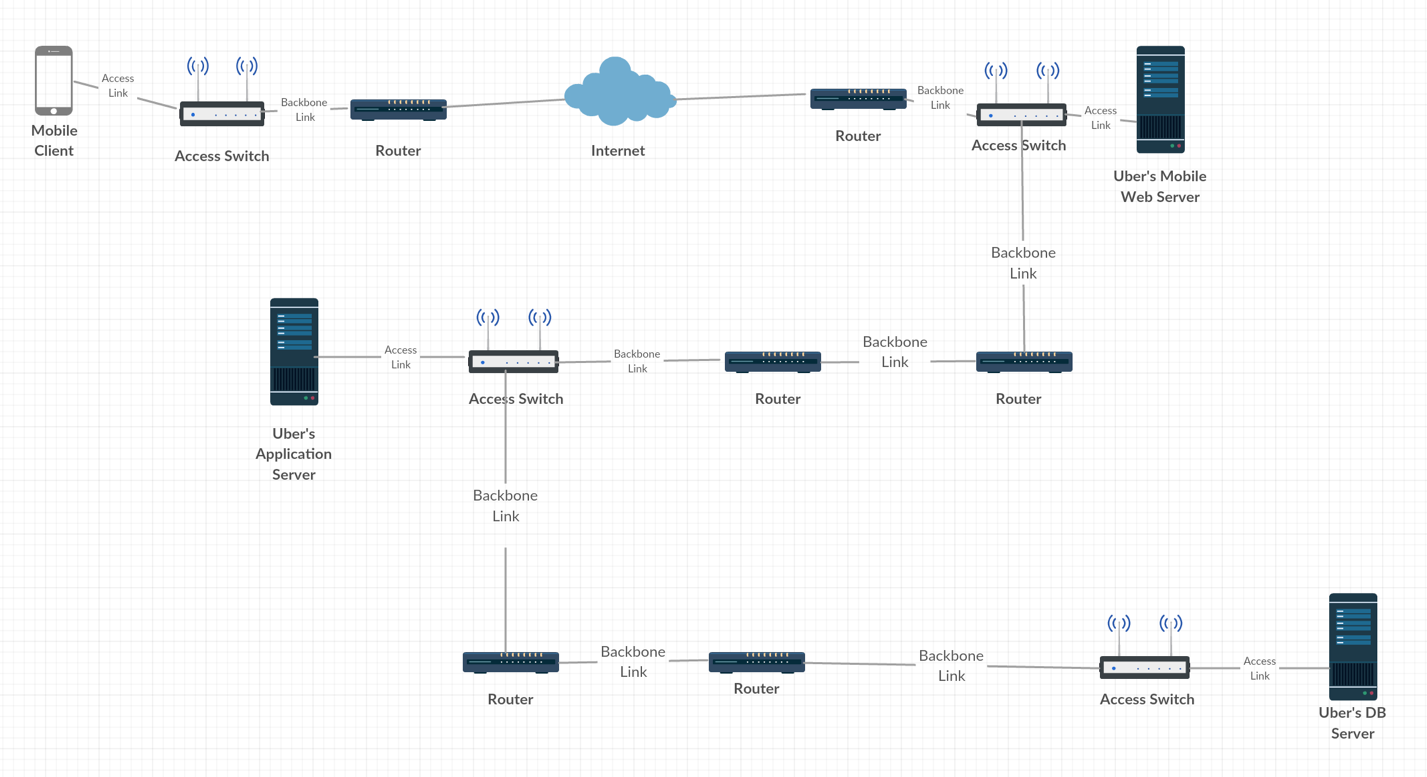 Mobile
Client
Access
Link
Access Switch
Backbone
Link
Router
Internet
Router
Backbone
Link
Access Switch
Access
Link
Uber's Mobile
Web Server
Backbone
Link
Uber's
Application
Server
Access
Link
Access Switch
Backbone
Link
Router
Backbone
Link
Router
Backbone
Link
Router
Backbone
Link
Router
Backbone
Link
Access Switch
Access
Link
Uber's DB
Server